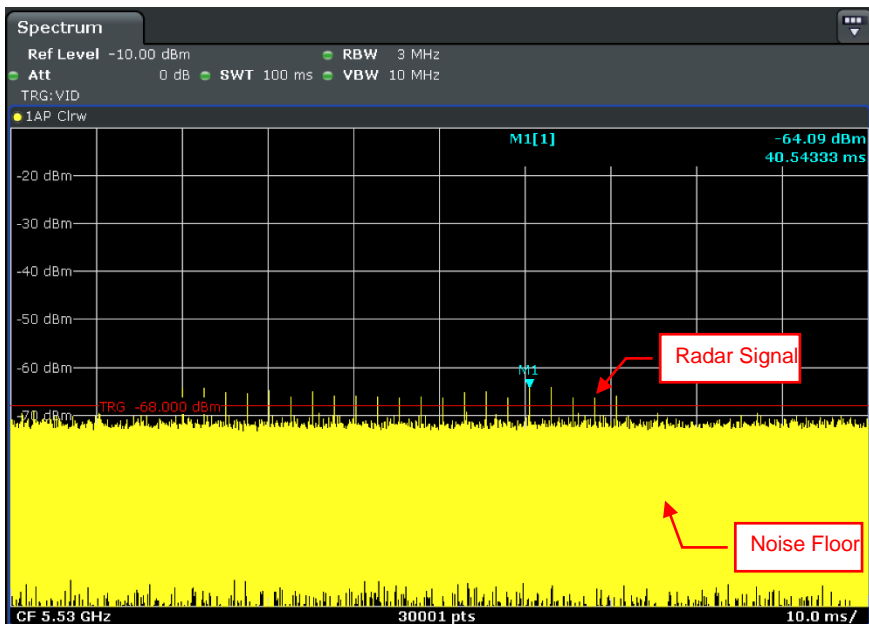 Spectrum
Ref Level -10.00 dBm RBW 3 MHz
Att 0 dB SWT 100 ms VBW 10 MHz
TRG:VID
1AP Clrw
M1[1] -64.09 dBm
40.54333 ms
-20 dBm
-30 dBm
-40 dBm
-50 dBm
Radar Signal
-60 dBm
M1
TRG -68.000 dBm
-70 dBm
Noise Floor
CF 5.53 GHz 30001 pts 10.0 ms/